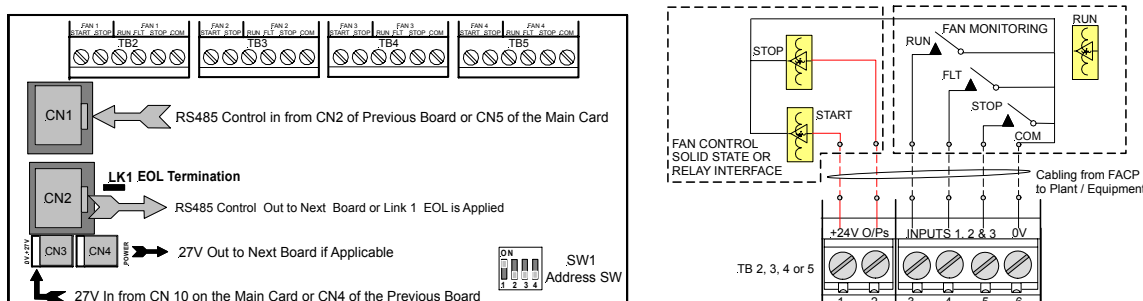 FAN 1 FAN 1 FAN 2 FAN 2 FAN 3 FAN 3 FAN 4 FAN 4
START STOP RUN FLT STOP COM START STOP RUN FLT STOP COM START STOP RUN FLT STOP COM START STOP RUN FLT STOP COM
TB2 TB3 TB4 TB5
CN1
RS485 Control in from CN2 of Previous Board or CN5 of the Main Card
LK1 EOL Termination
CN2
RS485 Control Out to Next Board or Link 1 EOL is Applied
0V +27V
CN3 CN4
POWER
27V Out to Next Board if Applicable
ON
1 2 3 4
SW1
Address SW
27V In from CN 10 on the Main Card or CN4 of the Previous Board
STOP
START
FAN CONTROL
SOLID STATE OR
RELAY INTERFACE
FAN MONITORING
RUN
RUN
FLT
STOP
COM
Cabling from FACP
to Plant / Equipment
+24V O/Ps INPUTS 1, 2 & 3 0V
TB 2, 3, 4 or 5
1 2 3 4 5 6